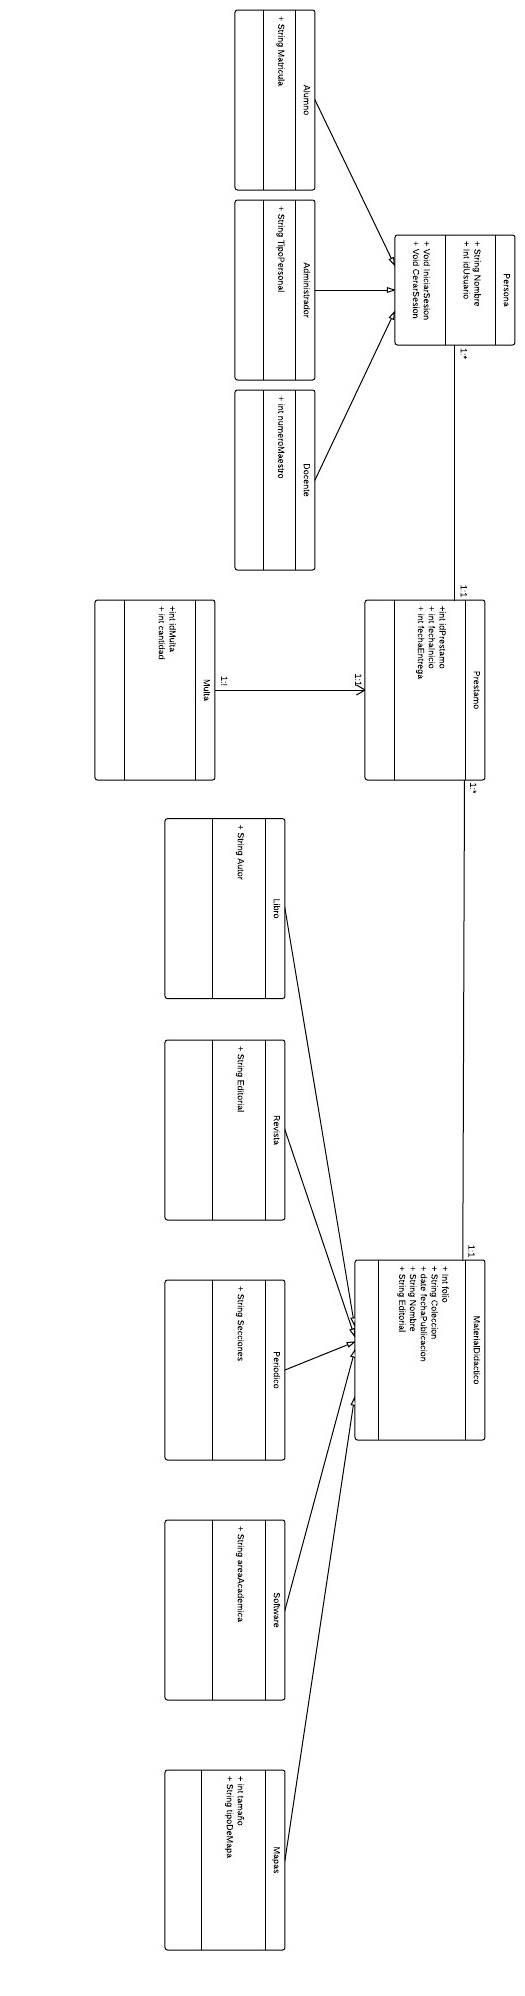 Persona
+ String Nombre
+ int idUsuario
+ Void IniciarSesion
+ Void CerarSesion
1:*
1:1
Prestamo
+int idPrestamo
+ int fechaInicio
+ int fechaEntrega
1:*
1:1
MaterialDidactico
+ Int folio
+ String Coleccion
+ date fechaPublicacion
+ String Nombre
+ String Editorial
Alumno
+ String Matricula
Administrador
+ String TipoPersonal
Docente
+ int numeroMaestro
1:1
1:!
Multa
+int idMulta
+ int cantidad
Libro
+ String Autor
Revista
+ String Editorial
Periodico
+ String Secciones
Software
+ String areaAcademica
Mapas
+ int tamaño
+ String tipoDeMapa